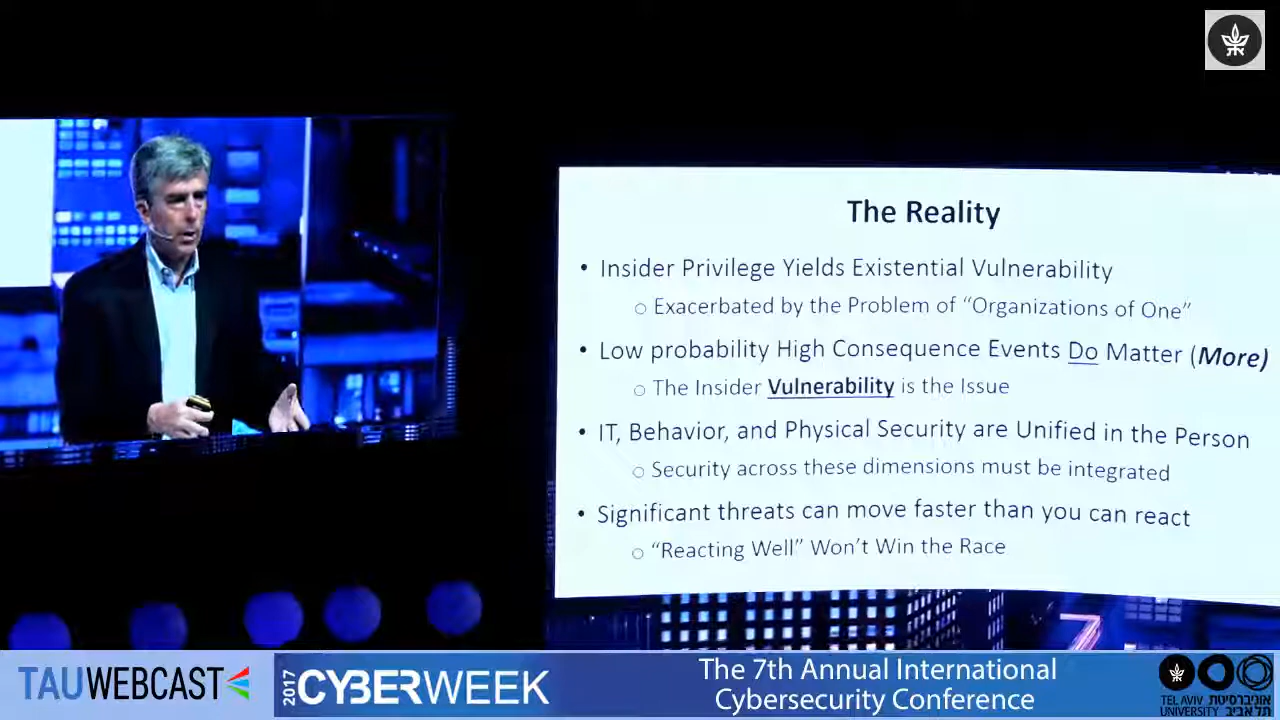 The Reality
• Insider Privilege Yields Existential Vulnerability
○ Exacerbated by the Problem of “Organizations of One”
• Low probability High Consequence Events Do Matter (More)
○ The Insider Vulnerability is the Issue
• IT, Behavior, and Physical Security are Unified in the Person
○ Security across these dimensions must be integrated
• Significant threats can move faster than you can react
○ “Reacting Well” Won’t Win the Race
TAUWEBCAST
2017 CYBERWEEK
The 7th Annual International
Cybersecurity Conference
TEL AVIV אוניברסיטת
UNIVERSITY תל אביב